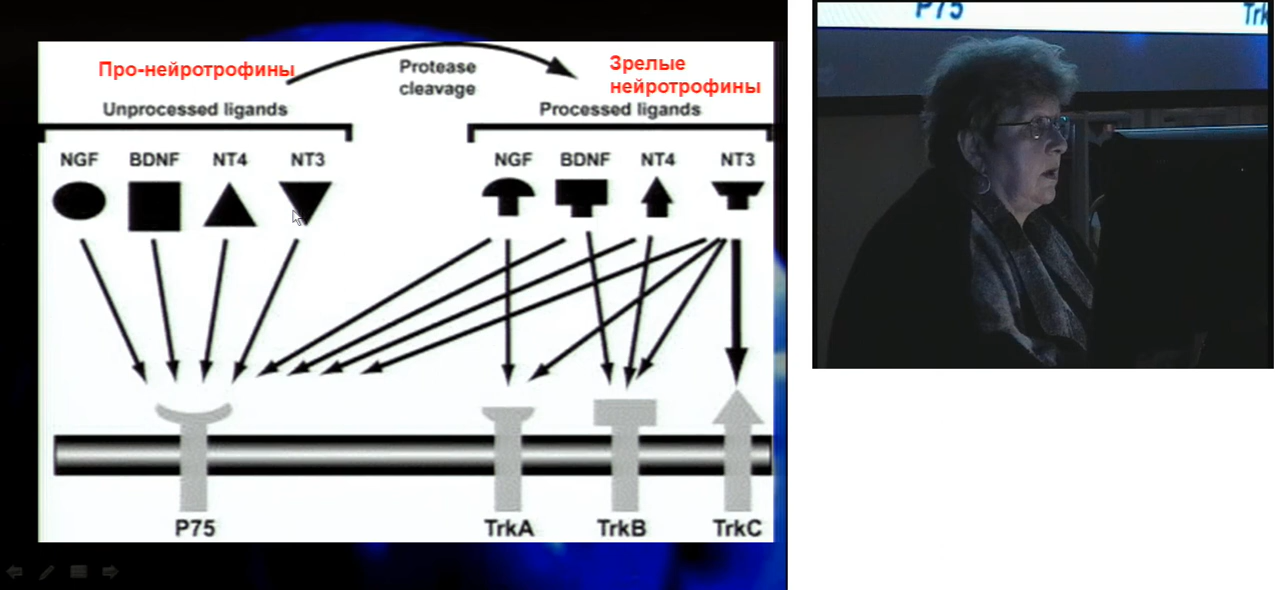 Про-нейротрофины
Protease
cleavage
Зрелые
нейротрофины
Unprocessed ligands
Processed ligands
NGF BDNF NT4 NT3
NGF BDNF NT4 NT3
P75
TrkA
TrkB
TrkC
P75
Trk